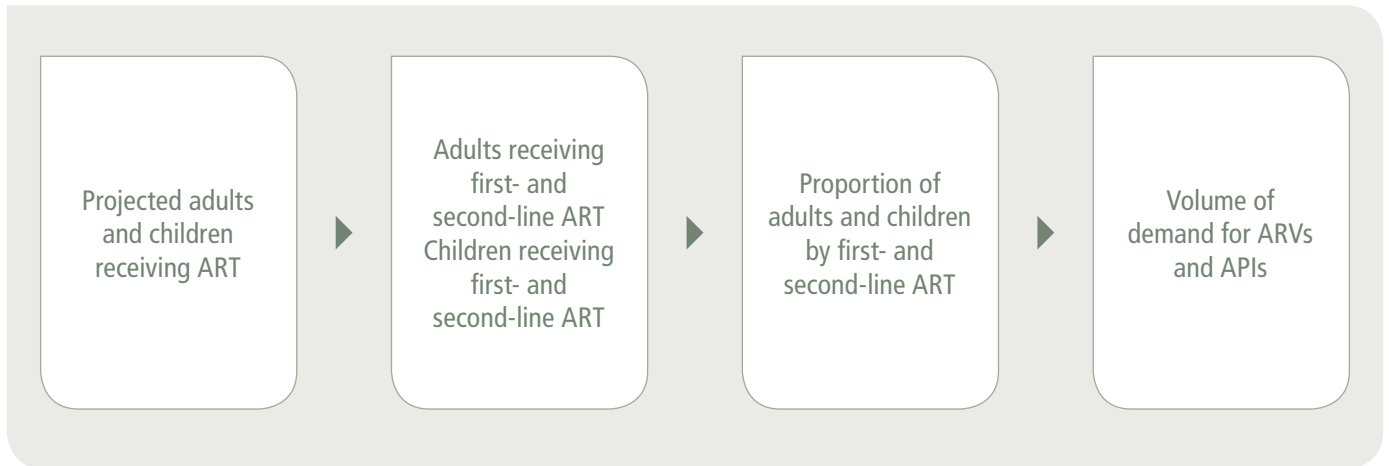 Projected adults
and children
receiving ART
Adults receiving
first- and
second-line ART
Children receiving
first- and
second-line ART
Proportion of
adults and children
by first- and
second-line ART
Volume of
demand for ARVs
and APIs